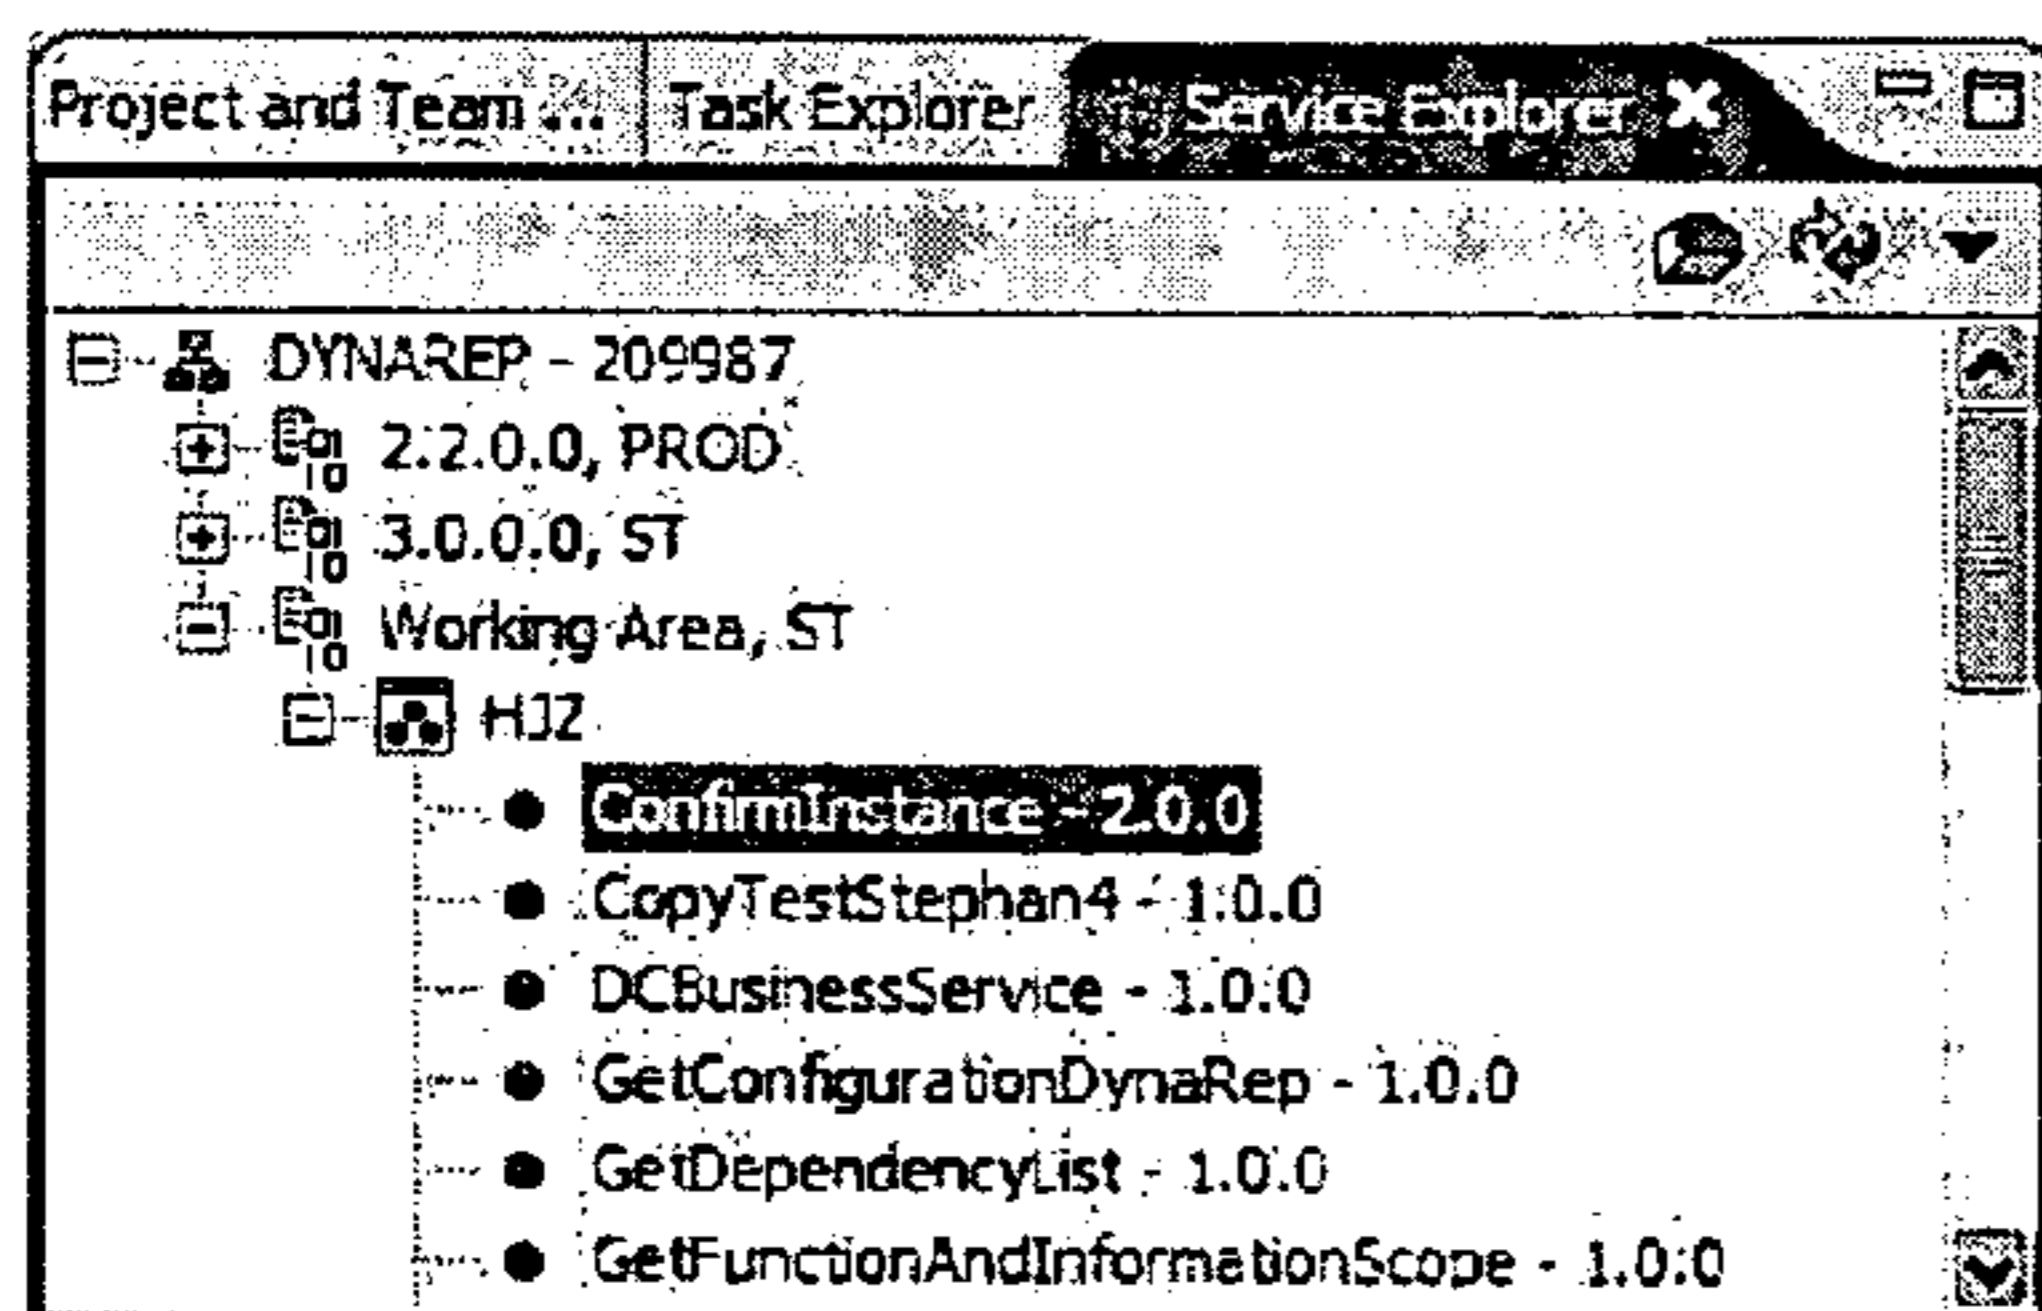 Project and Team ... Task Explorer Service Explorer
DYNAREP - 209987
2.2.0.0, PROD
3.0.0.0, ST
Working Area, ST
HJZ
ConfirmInstance - 2.0.0
CopyTestStephan4 - 1.0.0
DCBusinessService - 1.0.0
GetConfigurationDynaRep - 1.0.0
GetDependencyList - 1.0.0
GetFunctionAndInformationScope - 1.0.0